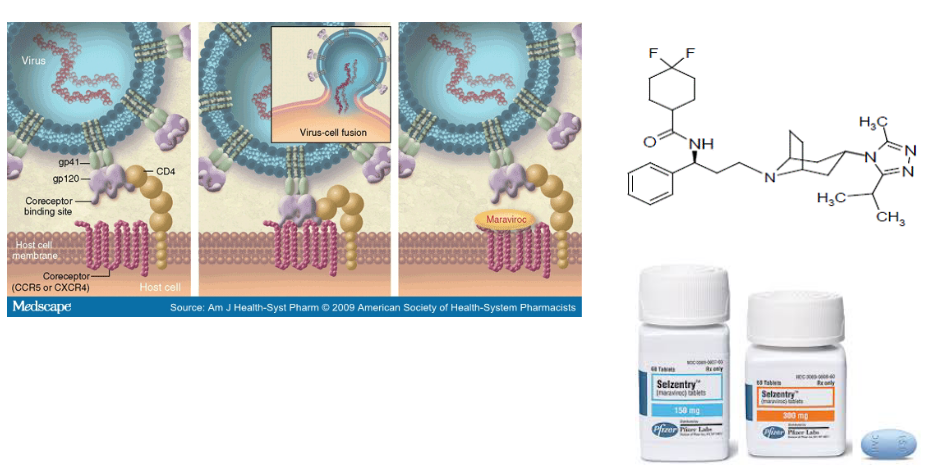 Virus
gp41
gp120
CD4
Coreceptor
binding site
Host cell
membrane
Coreceptor
(CCR5 or CXCR4)
Host cell
Virus-cell fusion
Maraviroc
Medscape
Source: Am J Health-Syst Pharm © 2009 American Society of Health-System Pharmacists
F
F
O
NH
N
H₃C
N
N
N
H₃C
CH₃
60 Tablets
Rx only
Selzentry™
(maraviroc) tablets
150 mg
Pfizer
Pfizer Labs
60 Tablets
Rx only
Selzentry™
(maraviroc) tablets
300 mg
Pfizer
Pfizer Labs